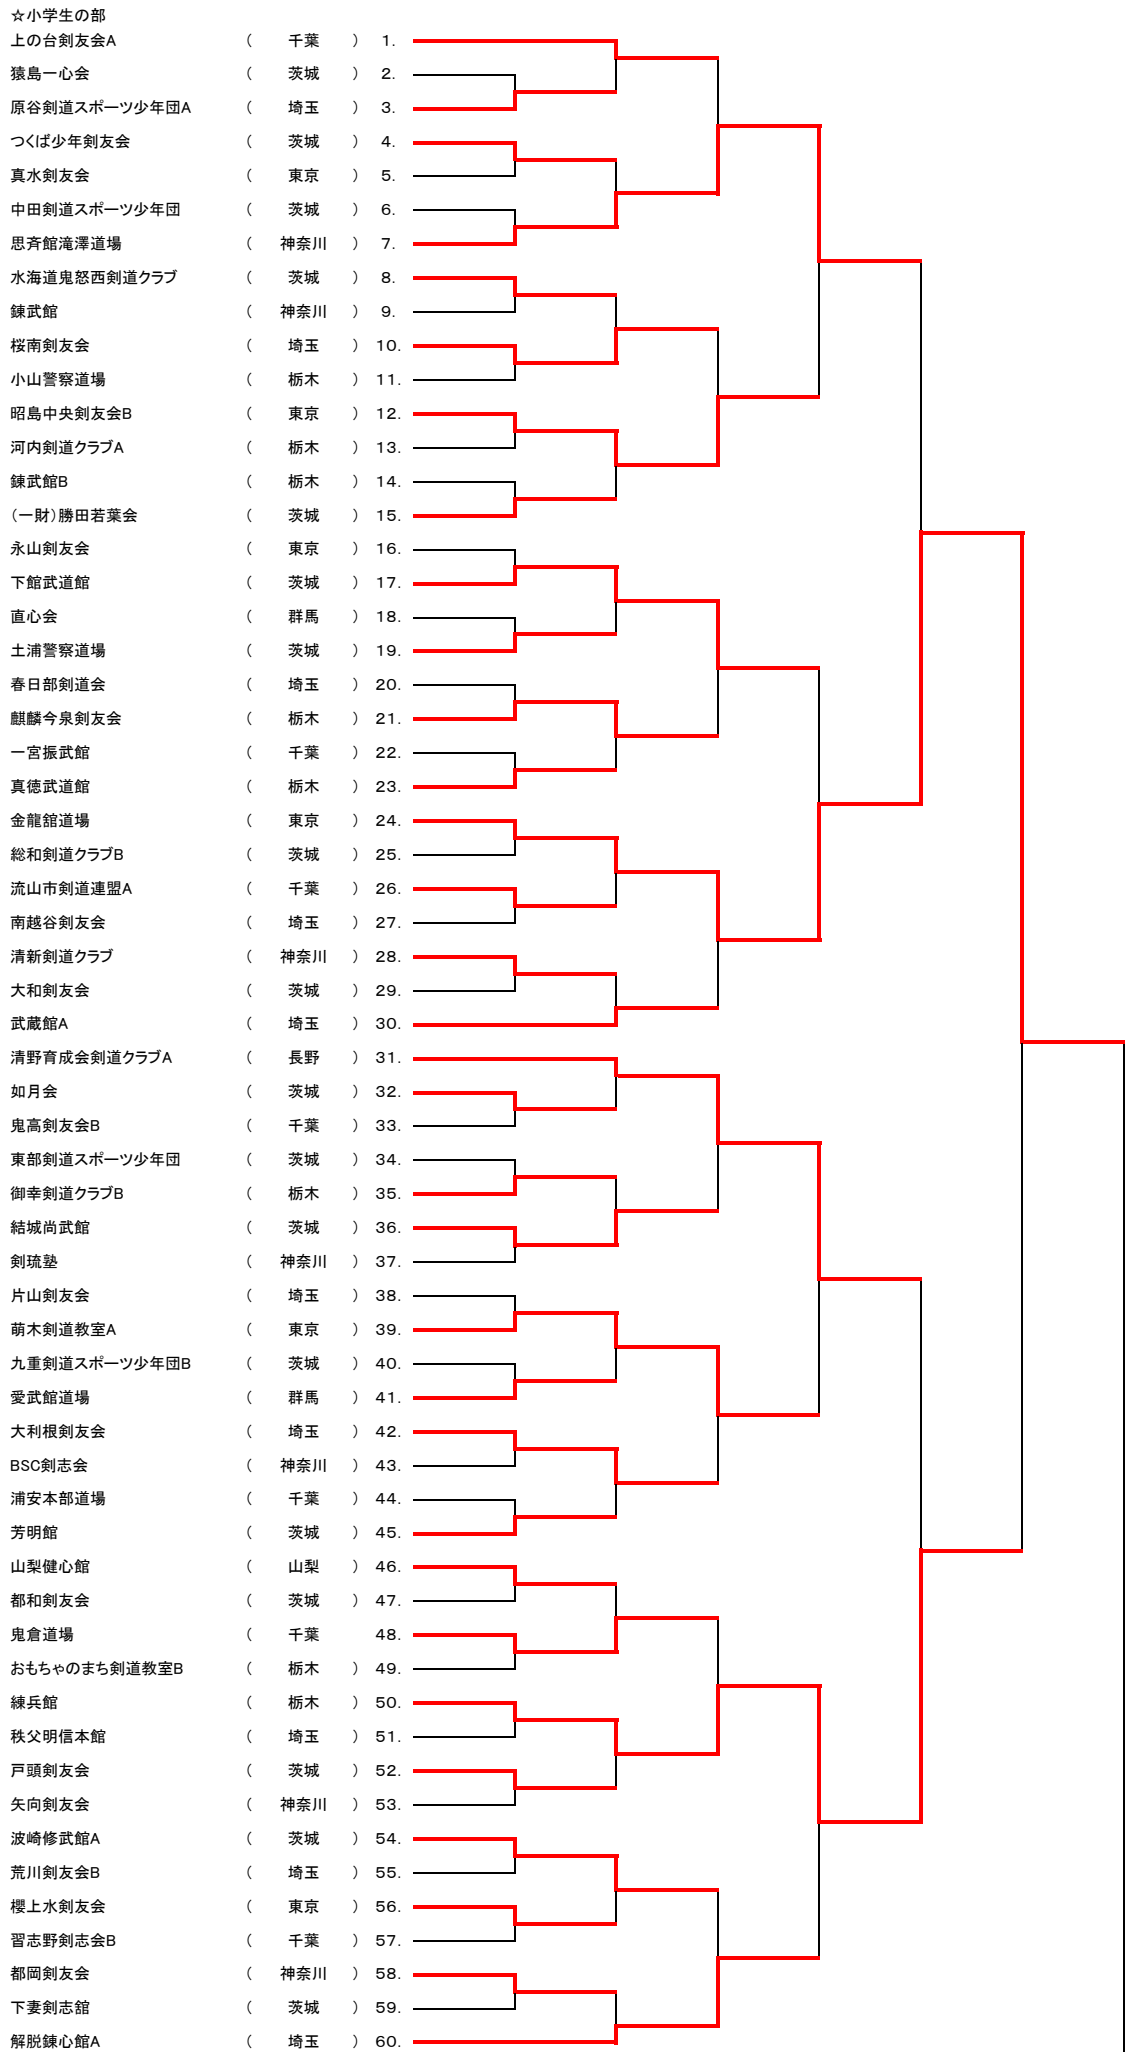 ☆小学生の部
上の台剣友会A ( 千葉 ) 1.
猿島一心会 ( 茨城 ) 2.
原谷剣道スポーツ少年団A ( 埼玉 ) 3.
つくば少年剣友会 ( 茨城 ) 4.
真水剣友会 ( 東京 ) 5.
中田剣道スポーツ少年団 ( 茨城 ) 6.
思斉館滝澤道場 ( 神奈川 ) 7.
水海道鬼怒西剣道クラブ ( 茨城 ) 8.
錬武館 ( 神奈川 ) 9.
桜南剣友会 ( 埼玉 ) 10.
小山警察道場 ( 栃木 ) 11.
昭島中央剣友会B ( 東京 ) 12.
河内剣道クラブA ( 栃木 ) 13.
錬武館B ( 栃木 ) 14.
(一財)勝田若葉会 ( 茨城 ) 15.
永山剣友会 ( 東京 ) 16.
下館武道館 ( 茨城 ) 17.
直心会 ( 群馬 ) 18.
土浦警察道場 ( 茨城 ) 19.
春日部剣道会 ( 埼玉 ) 20.
麒麟今泉剣友会 ( 栃木 ) 21.
一宮振武館 ( 千葉 ) 22.
真徳武道館 ( 栃木 ) 23.
金龍舘道場 ( 東京 ) 24.
総和剣道クラブB ( 茨城 ) 25.
流山市剣道連盟A ( 千葉 ) 26.
南越谷剣友会 ( 埼玉 ) 27.
清新剣道クラブ ( 神奈川 ) 28.
大和剣友会 ( 茨城 ) 29.
武蔵館A ( 埼玉 ) 30.
清野育成会剣道クラブA ( 長野 ) 31.
如月会 ( 茨城 ) 32.
鬼高剣友会B ( 千葉 ) 33.
東部剣道スポーツ少年団 ( 茨城 ) 34.
御幸剣道クラブB ( 栃木 ) 35.
結城尚武館 ( 茨城 ) 36.
剣琉塾 ( 神奈川 ) 37.
片山剣友会 ( 埼玉 ) 38.
萌木剣道教室A ( 東京 ) 39.
九重剣道スポーツ少年団B ( 茨城 ) 40.
愛武館道場 ( 群馬 ) 41.
大利根剣友会 ( 埼玉 ) 42.
BSC剣志会 ( 神奈川 ) 43.
浦安本部道場 ( 千葉 ) 44.
芳明館 ( 茨城 ) 45.
山梨健心館 ( 山梨 ) 46.
都和剣友会 ( 茨城 ) 47.
鬼倉道場 ( 千葉 48.
おもちゃのまち剣道教室B ( 栃木 ) 49.
練兵館 ( 栃木 ) 50.
秩父明信本館 ( 埼玉 ) 51.
戸頭剣友会 ( 茨城 ) 52.
矢向剣友会 ( 神奈川 ) 53.
波崎修武館A ( 茨城 ) 54.
荒川剣友会B ( 埼玉 ) 55.
櫻上水剣友会 ( 東京 ) 56.
習志野剣志会B ( 千葉 ) 57.
都岡剣友会 ( 神奈川 ) 58.
下妻剣志舘 ( 茨城 ) 59.
解脱錬心館A ( 埼玉 ) 60.